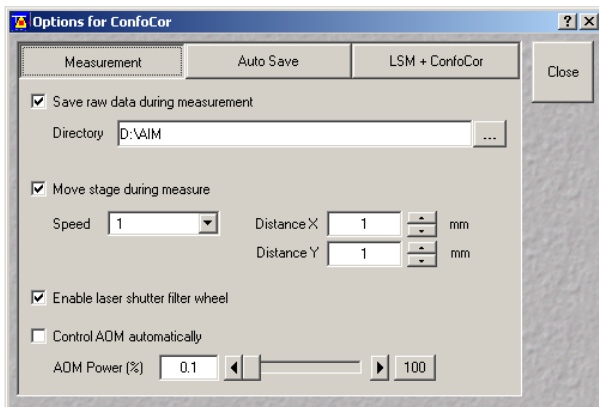 Options for ConfoCor
Measurement
Auto Save
LSM + ConfoCor
Close
Save raw data during measurement
Directory D:\AIM ...
Move stage during measure
Speed 1 Distance X 1 mm
Distance Y 1 mm
Enable laser shutter filter wheel
Control AOM automatically
AOM Power (%) 0.1 100